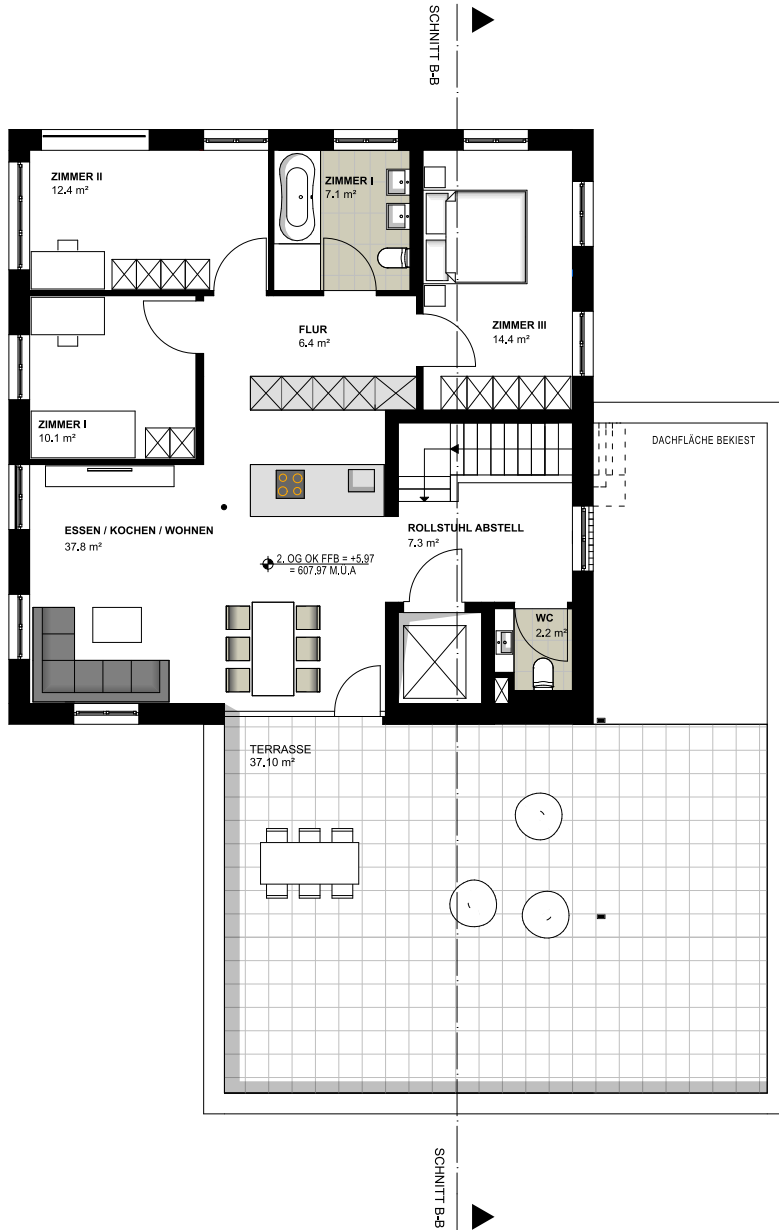 SCHNITT B-B
ZIMMER II
12.4 m²
ZIMMER I
7.1 m²
FLUR
6.4 m²
ZIMMER III
14.4 m²
ZIMMER I
10.1 m²
DACHFLÄCHE BEKIEST
ESSEN / KOCHEN / WOHNEN
37.8 m²
ROLLSTUHL ABSTELL
7.3 m²
2. OG OK FFB = +5.97
= 607.97 M.Ü.A
WC
2.2 m²
TERRASSE
37.10 m²
SCHNITT B-B